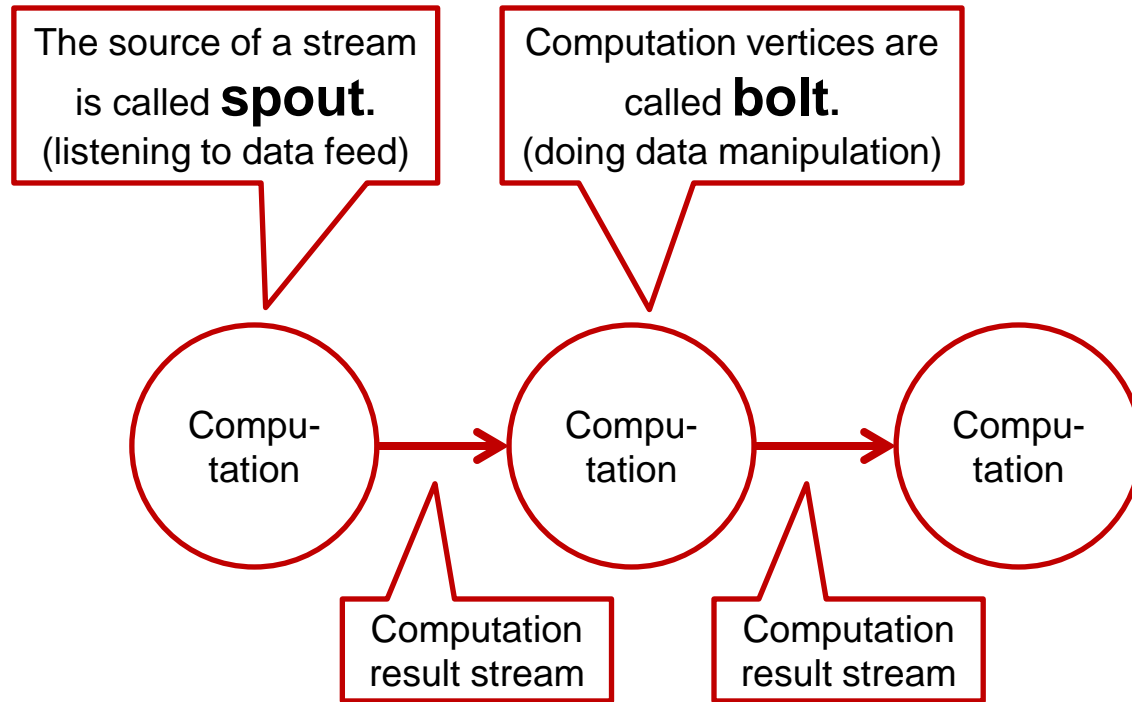 The source of a stream
is called spout.
(listening to data feed)
Computation vertices are
called bolt.
(doing data manipulation)
Compu-
tation
Compu-
tation
Compu-
tation
Computation
result stream
Computation
result stream